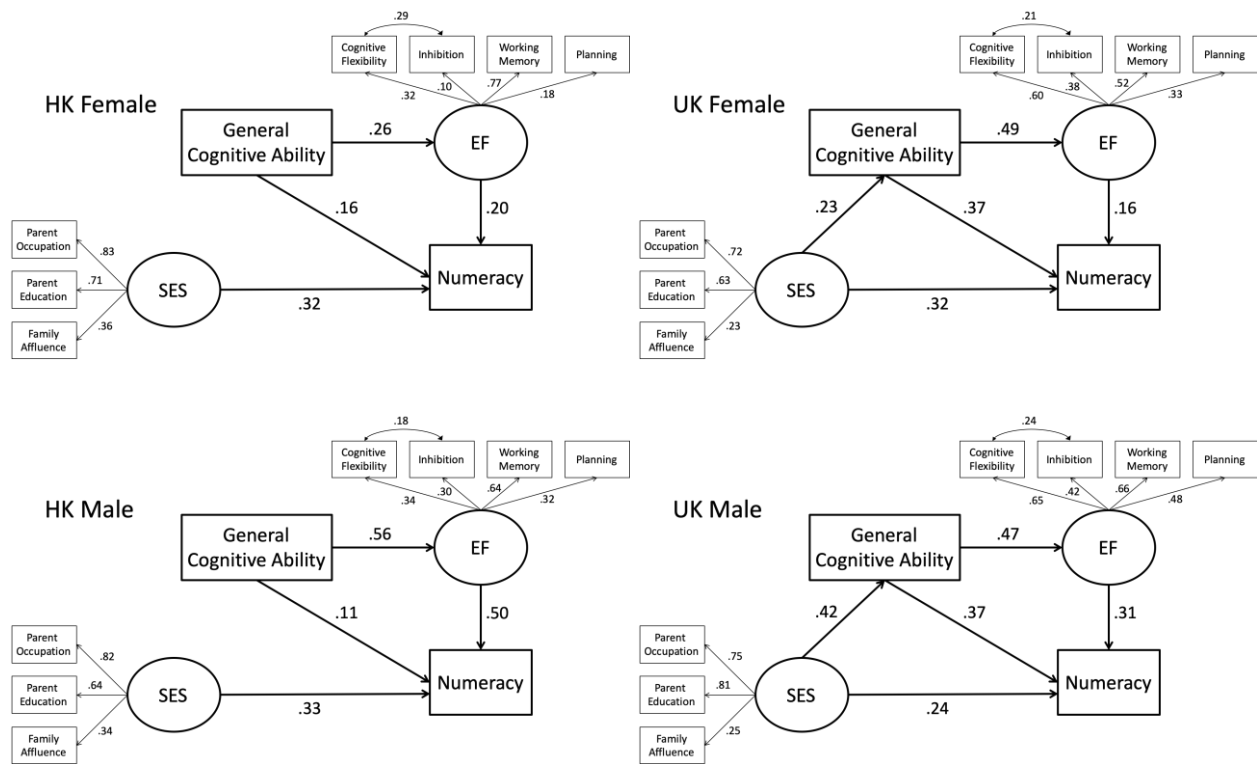 .29
Cognitive
Flexibility
Inhibition
Working
Memory
Planning
.32
.10
.77
.18
HK Female
General
Cognitive Ability
.26
EF
.16
.20
Parent
Occupation
.83
Parent
Education
.71
Family
Affluence
.36
SES
.32
Numeracy
.21
Cognitive
Flexibility
Inhibition
Working
Memory
Planning
.60
.38
.52
.33
UK Female
General
Cognitive Ability
.49
EF
.23
.37
.16
Parent
Occupation
.72
Parent
Education
.63
Family
Affluence
.23
SES
.32
Numeracy
.18
Cognitive
Flexibility
Inhibition
Working
Memory
Planning
.34
.30
.64
.32
HK Male
General
Cognitive Ability
.56
EF
.11
.50
Parent
Occupation
.82
Parent
Education
.64
Family
Affluence
.34
SES
.33
Numeracy
.24
Cognitive
Flexibility
Inhibition
Working
Memory
Planning
.65
.42
.66
.48
UK Male
General
Cognitive Ability
.47
EF
.42
.37
.31
Parent
Occupation
.75
Parent
Education
.81
Family
Affluence
.25
SES
.24
Numeracy